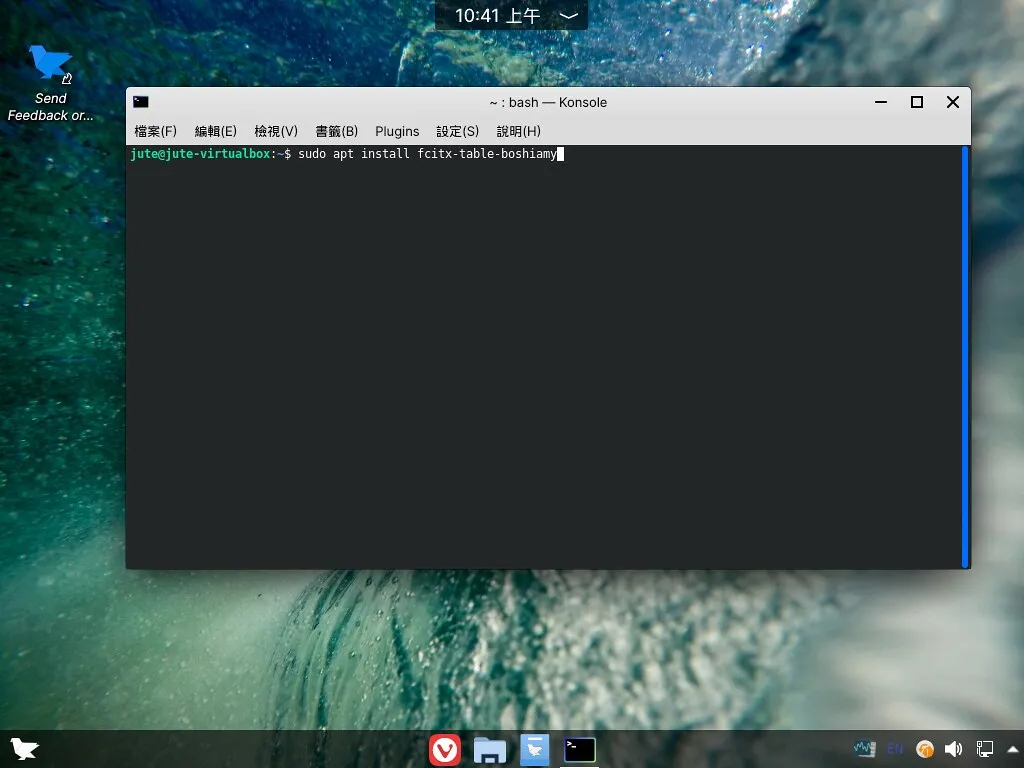 10:41 上午
Send
Feedback or...
~ : bash — Konsole
檔案(F) 編輯(E) 檢視(V) 書籤(B) Plugins 設定(S) 說明(H)
jute@jute-virtualbox:~$ sudo apt install fcitx-table-boshiamy
EN